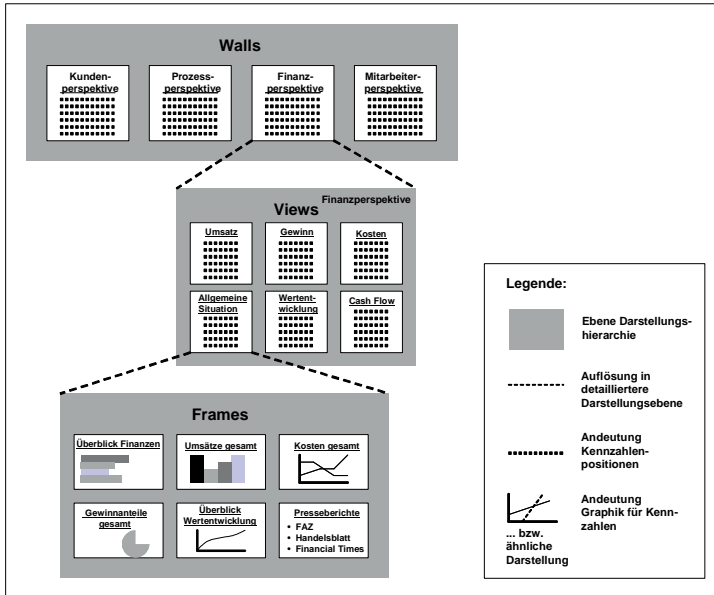 Walls
Kunden-
perspektive
Prozess-
perspektive
Finanz-
perspektive
Mitarbeiter-
perspektive
Finanzperspektive
Views
Umsatz
Gewinn
Kosten
Allgemeine
Situation
Wertent-
wicklung
Cash Flow
Frames
Überblick Finanzen
Umsätze gesamt
Kosten gesamt
Gewinnanteile
gesamt
Überblick
Wertentwicklung
Presseberichte
• FAZ
• Handelsblatt
• Financial Times
Legende:
Ebene Darstellungs-
hierarchie
Auflösung in
detailliertere
Darstellungsebene
Andeutung
Kennzahlen-
positionen
Andeutung
Graphik für Kenn-
zahlen
... bzw.
ähnliche
Darstellung